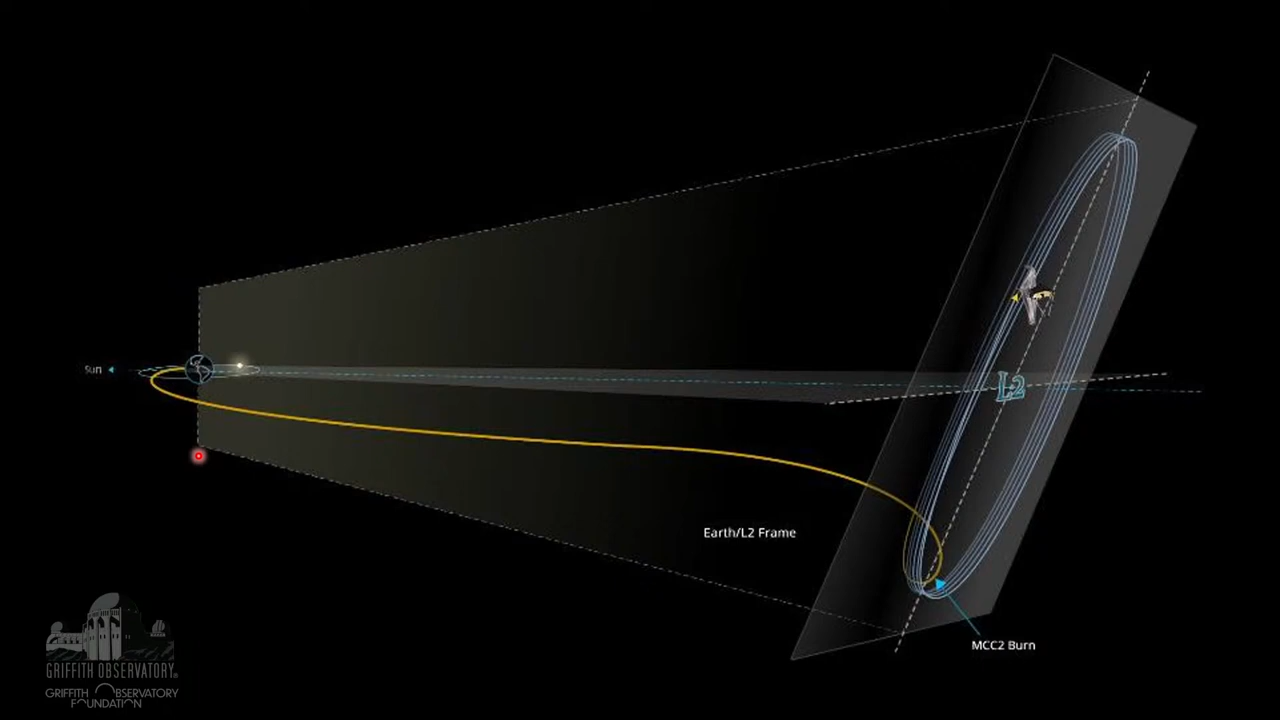 Sun
L2
Earth/L2 Frame
MCC2 Burn
GRIFFITH OBSERVATORY
GRIFFITH OBSERVATORY
FOUNDATION